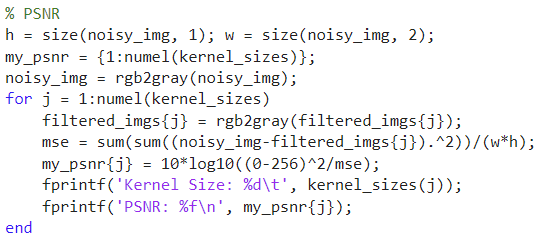 % PSNR
h = size(noisy_img, 1); w = size(noisy_img, 2);
my_psnr = {1:numel(kernel_sizes)};
noisy_img = rgb2gray(noisy_img);
for j = 1:numel(kernel_sizes)
    filtered_imgs{j} = rgb2gray(filtered_imgs{j});
    mse = sum(sum((noisy_img-filtered_imgs{j}).^2))/(w*h);
    my_psnr{j} = 10*log10((0-256)^2/mse);
    fprintf('Kernel Size: %d\t', kernel_sizes(j));
    fprintf('PSNR: %f\n', my_psnr{j});
end